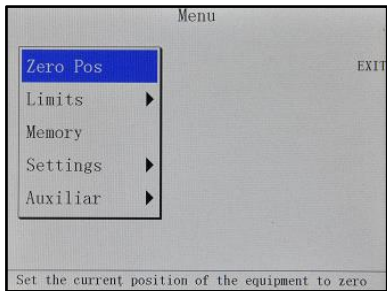 Menu
Zero Pos
EXIT
Limits
Memory
Settings
Auxiliar
Set the current position of the equipment to zero